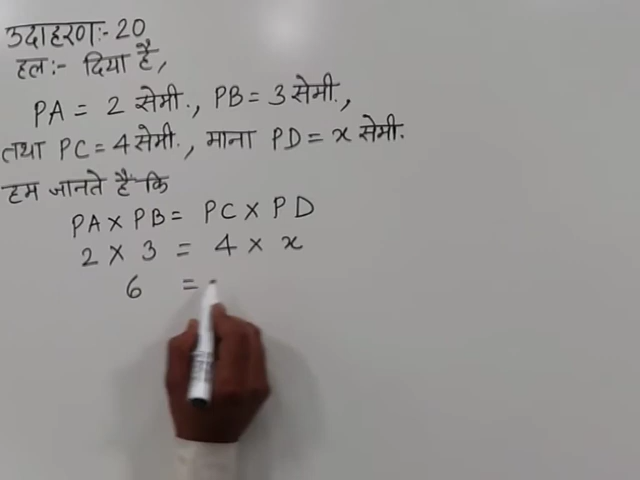 उदाहरण:- 20
हल:- दिया है,
PA = 2 सेमी., PB = 3 सेमी.,
तथा PC = 4 सेमी., माना PD = x सेमी.
हम जानते हैं कि
PA × PB = PC × PD
2 × 3 = 4 × x
6 =